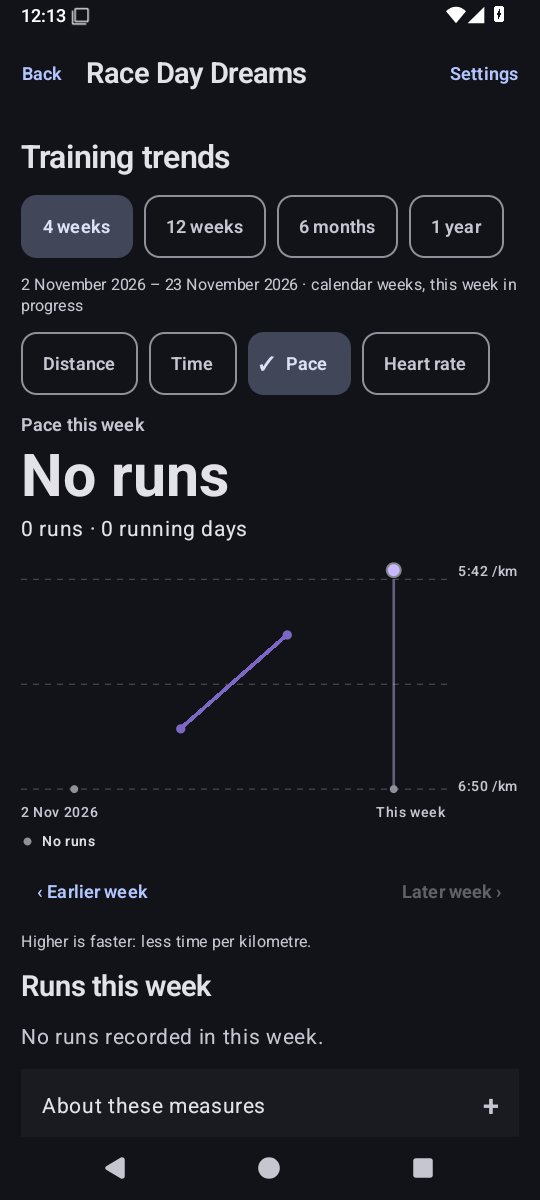 12:13
Back Race Day Dreams Settings
Training trends
4 weeks 12 weeks 6 months 1 year
2 November 2026 – 23 November 2026 · calendar weeks, this week in
progress
Distance Time ✓ Pace Heart rate
Pace this week
No runs
0 runs · 0 running days
5:42 /km
6:50 /km
2 Nov 2026 This week
No runs
‹ Earlier week Later week ›
Higher is faster: less time per kilometre.
Runs this week
No runs recorded in this week.
About these measures +